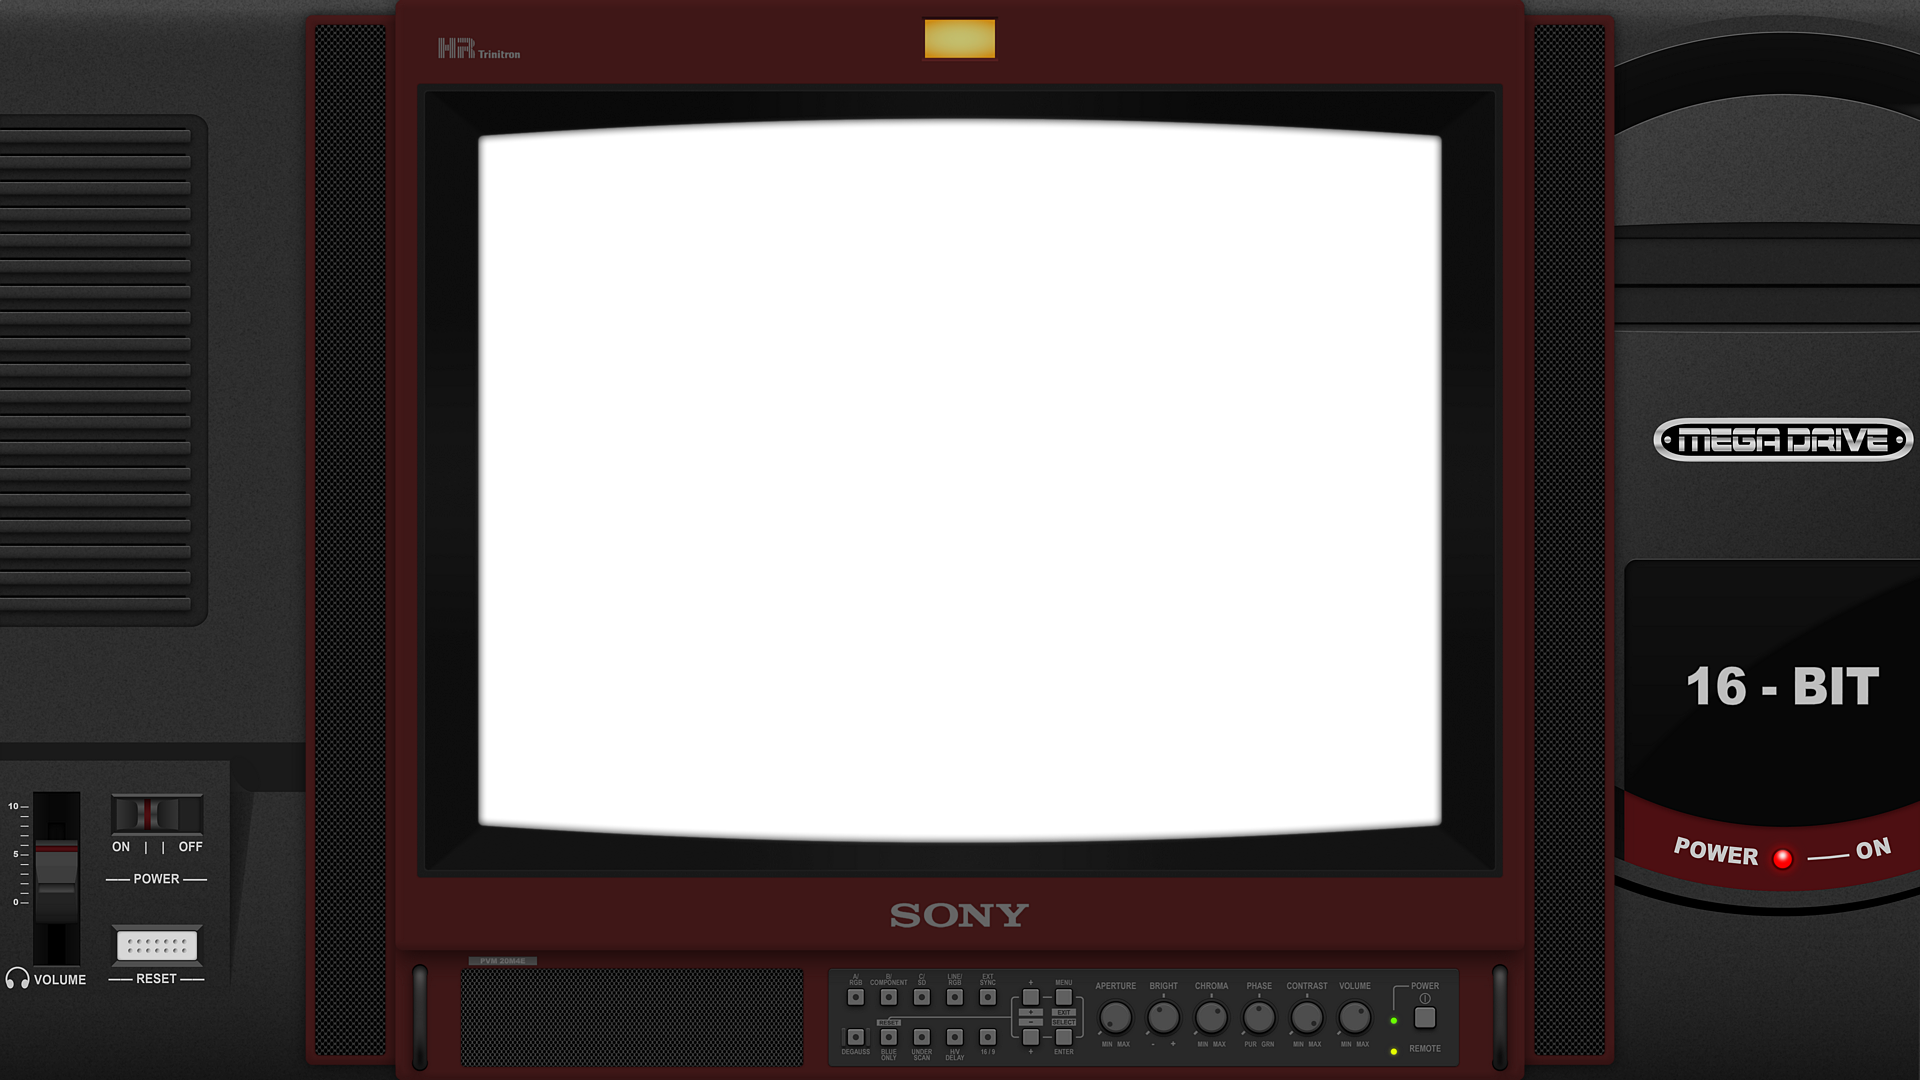 HR Trinitron
MEGA DRIVE
16 - BIT
POWER ON
10
5
0
ON | | OFF
POWER
RESET
VOLUME
SONY
PVM 20M4E
A/ RGB
B/ COMPONENT
C/ SD
LINE/ RGB
EXT SYNC
+
MENU
+
EXIT
RESET
−
SELECT
DEGAUSS
BLUE ONLY
UNDER SCAN
H/V DELAY
16 / 9
+
ENTER
APERTURE
BRIGHT
CHROMA
PHASE
CONTRAST
VOLUME
MIN MAX
- +
MIN MAX
PUR GRN
MIN MAX
MIN MAX
POWER
REMOTE